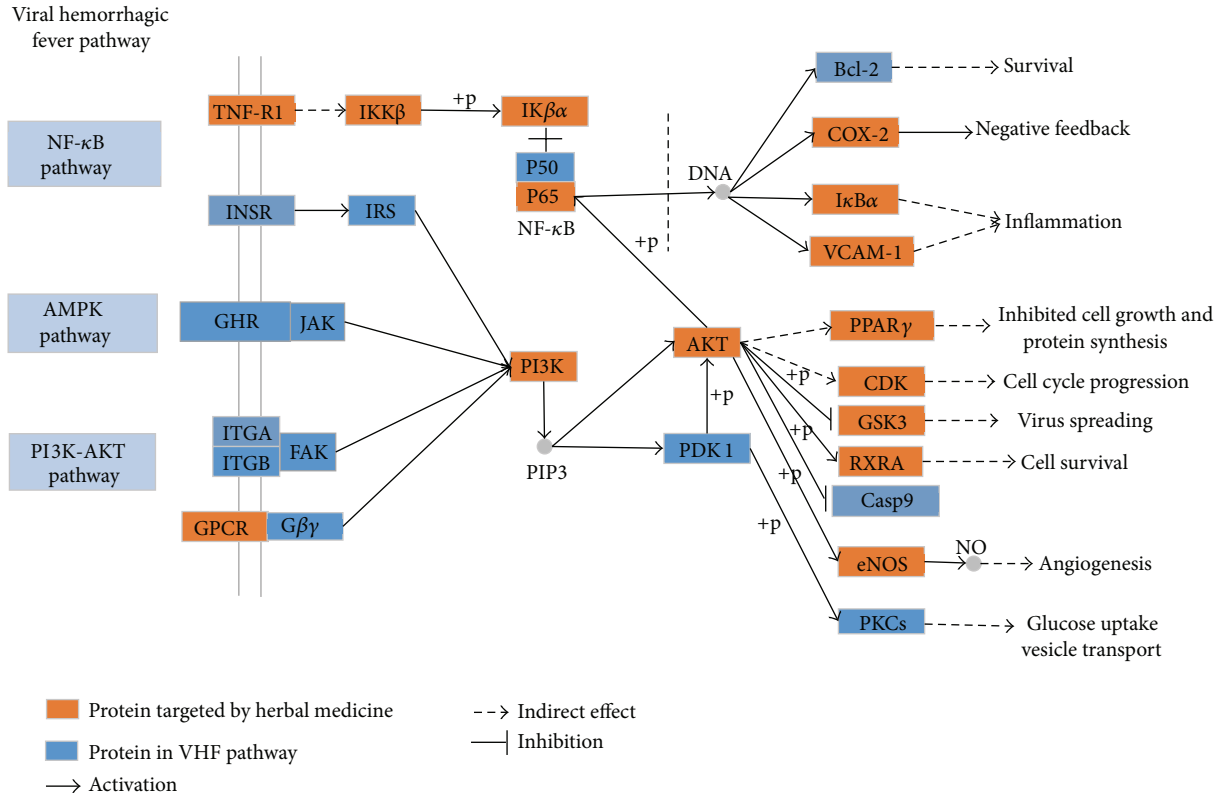 Viral hemorrhagic
fever pathway
NF-κB
pathway
AMPK
pathway
PI3K-AKT
pathway
TNF-R1
IKKβ
+p
IKβα
P50
P65
NF-κB
INSR
IRS
GHR
JAK
ITGA
ITGB
FAK
GPCR
Gβγ
PI3K
PIP3
+p
AKT
+p
PDK1
DNA
Bcl-2
Survival
COX-2
Negative feedback
IκBα
VCAM-1
Inflammation
PPARγ
Inhibited cell growth and
protein synthesis
+p
CDK
Cell cycle progression
GSK3
Virus spreading
+p
RXRA
Cell survival
+p
Casp9
+p
eNOS
NO
Angiogenesis
PKCs
Glucose uptake
vesicle transport
Protein targeted by herbal medicine
Protein in VHF pathway
Activation
Indirect effect
Inhibition